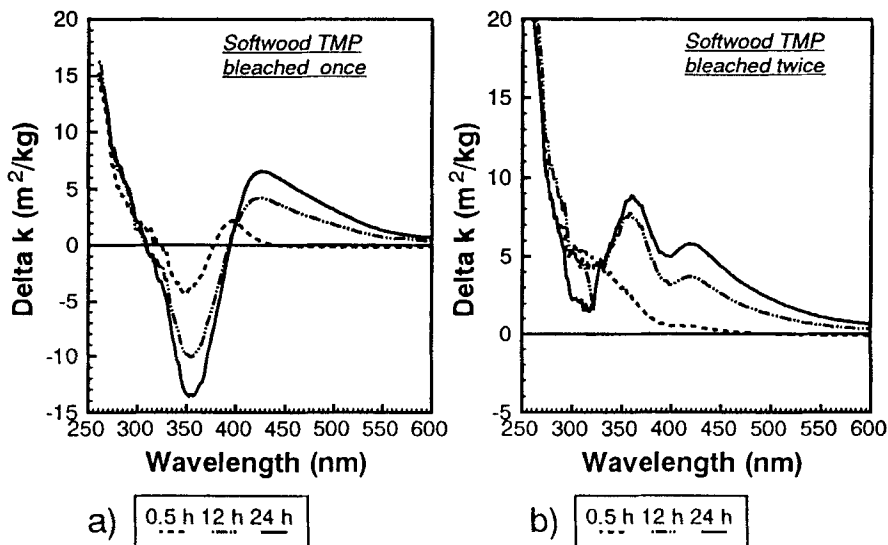 Softwood TMP
bleached once
Delta k (m²/kg)
20
15
10
5
0
-5
-10
-15
250 300 350 400 450 500 550 600
Wavelength (nm)
a)
0.5 h 12 h 24 h
Softwood TMP
bleached twice
Delta k (m²/kg)
20
15
10
5
0
-5
250 300 350 400 450 500 550 600
Wavelength (nm)
b)
0.5 h 12 h 24 h